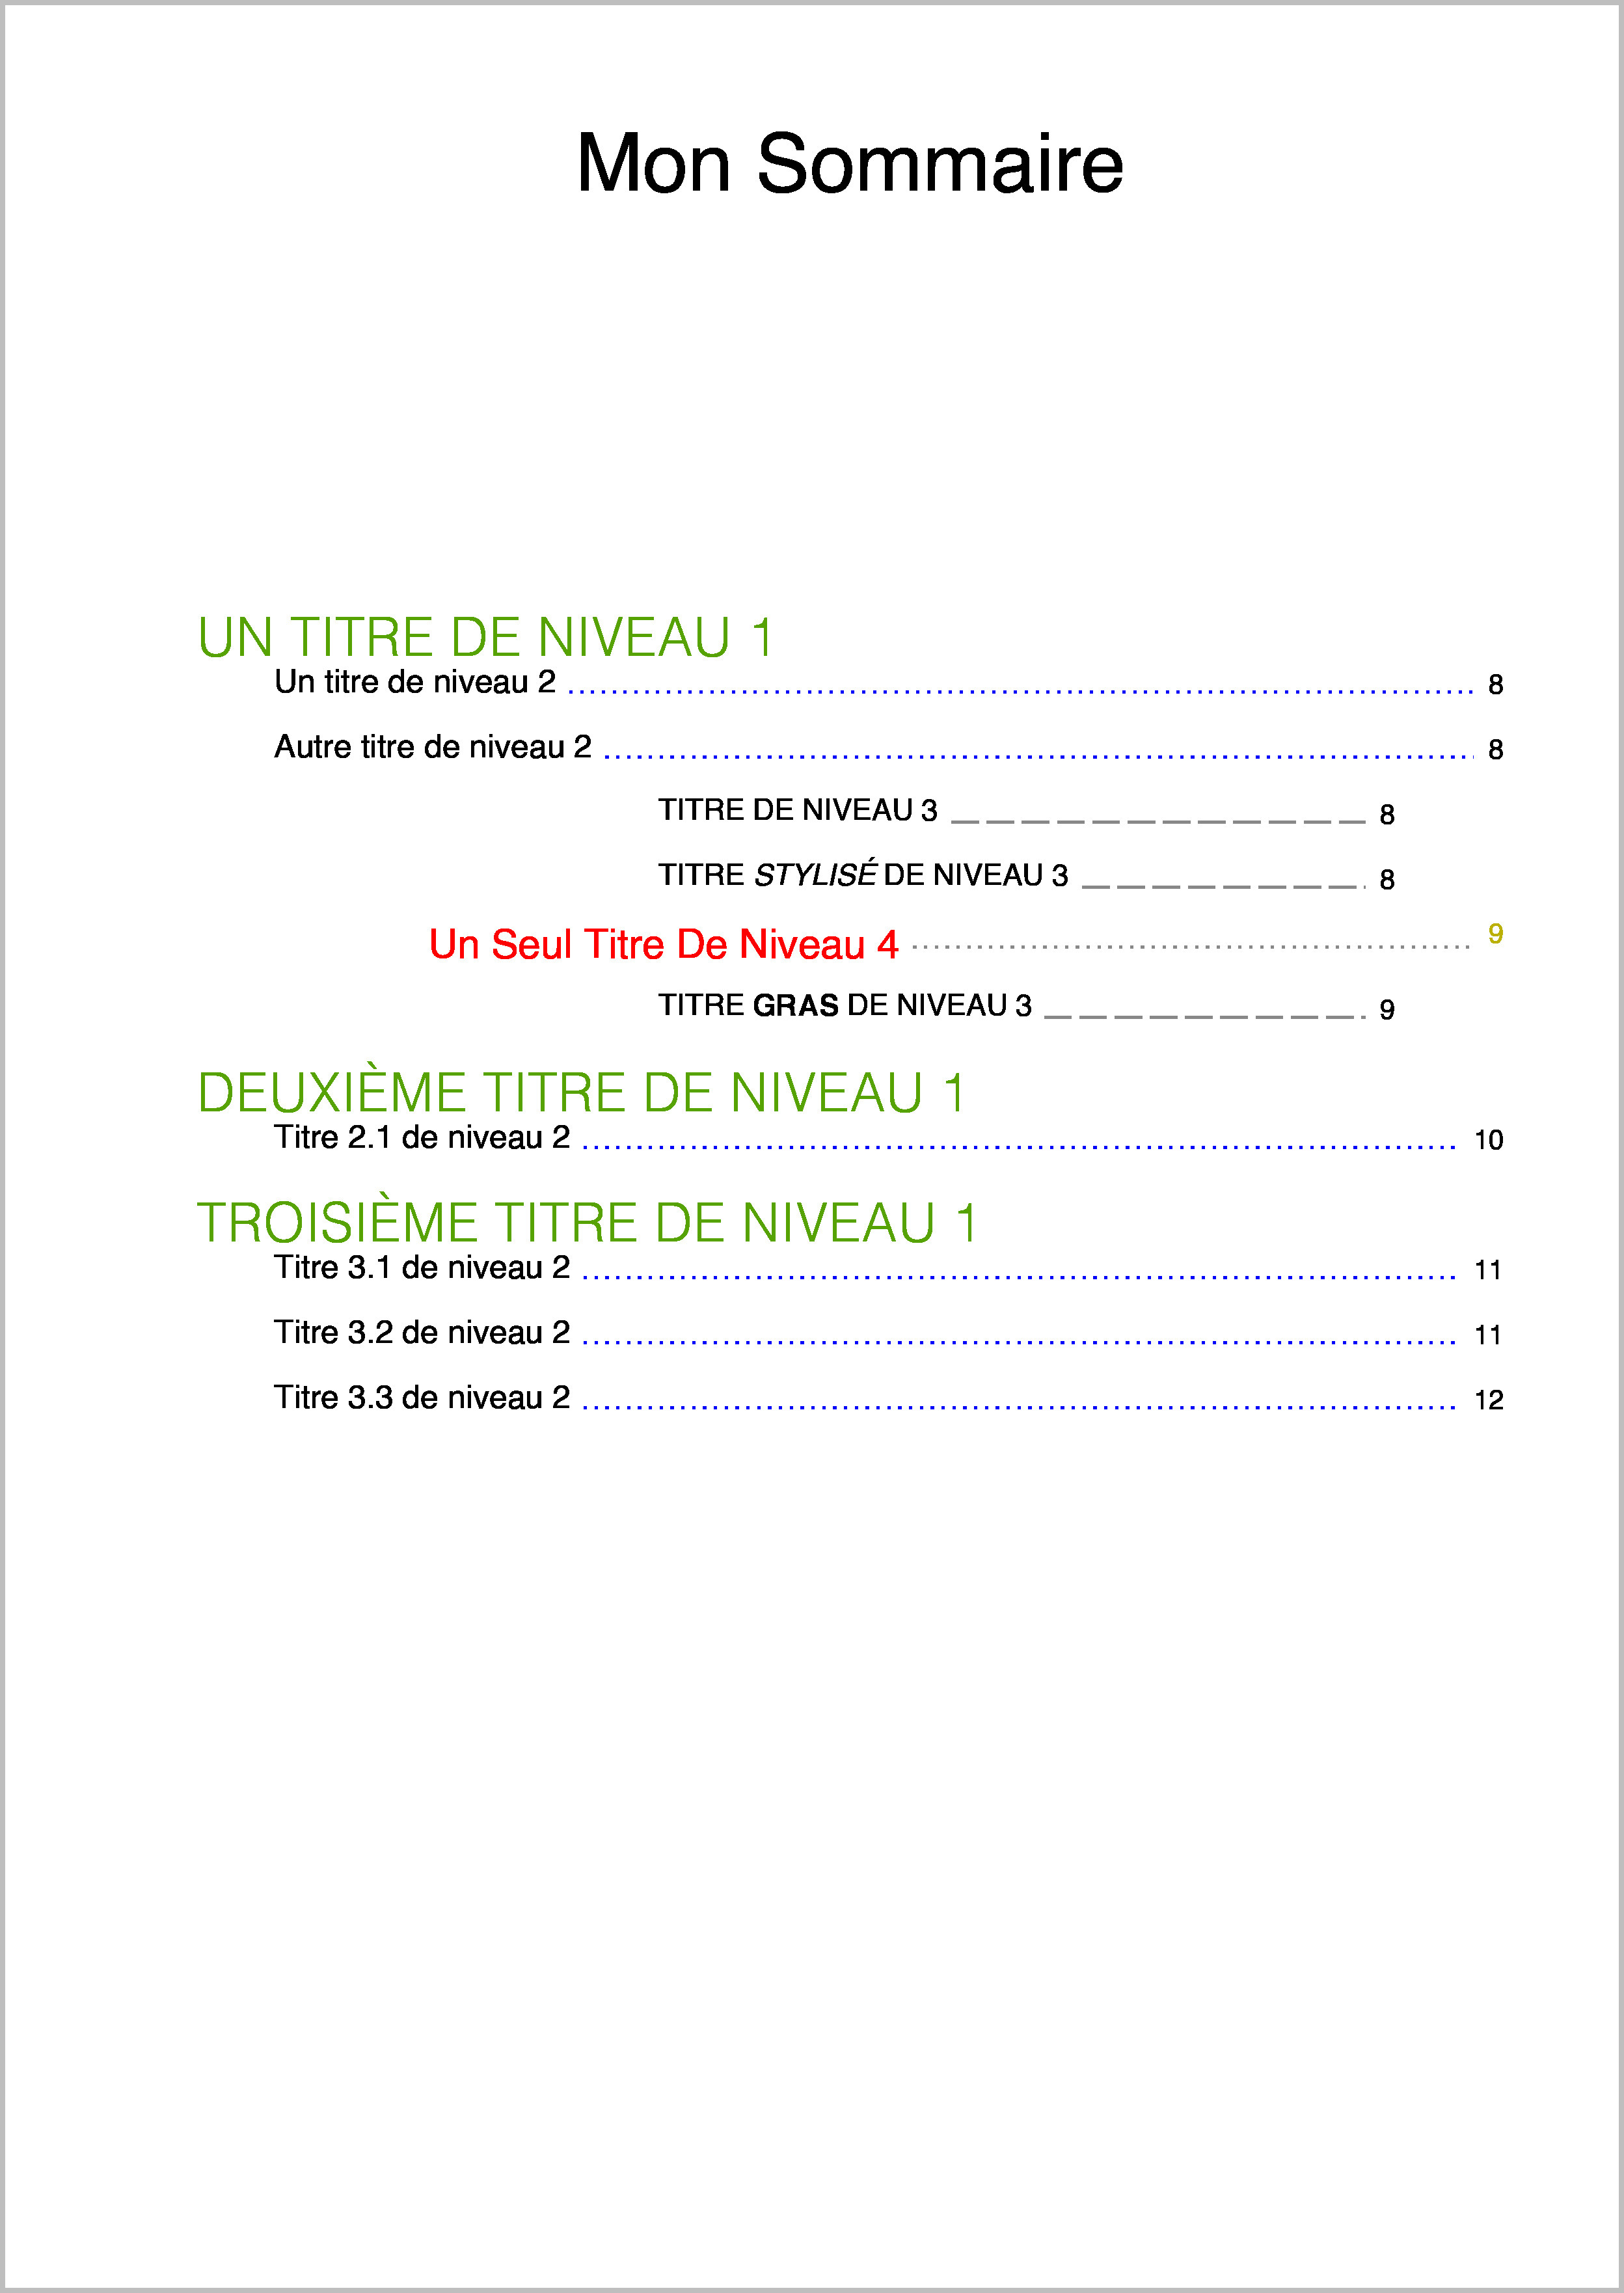 Mon Sommaire
UN TITRE DE NIVEAU 1
Un titre de niveau 2 8
Autre titre de niveau 2 8
TITRE DE NIVEAU 3 8
TITRE STYLISÉ DE NIVEAU 3 8
Un Seul Titre De Niveau 4 9
TITRE GRAS DE NIVEAU 3 9
DEUXIÈME TITRE DE NIVEAU 1
Titre 2.1 de niveau 2 10
TROISIÈME TITRE DE NIVEAU 1
Titre 3.1 de niveau 2 11
Titre 3.2 de niveau 2 11
Titre 3.3 de niveau 2 12